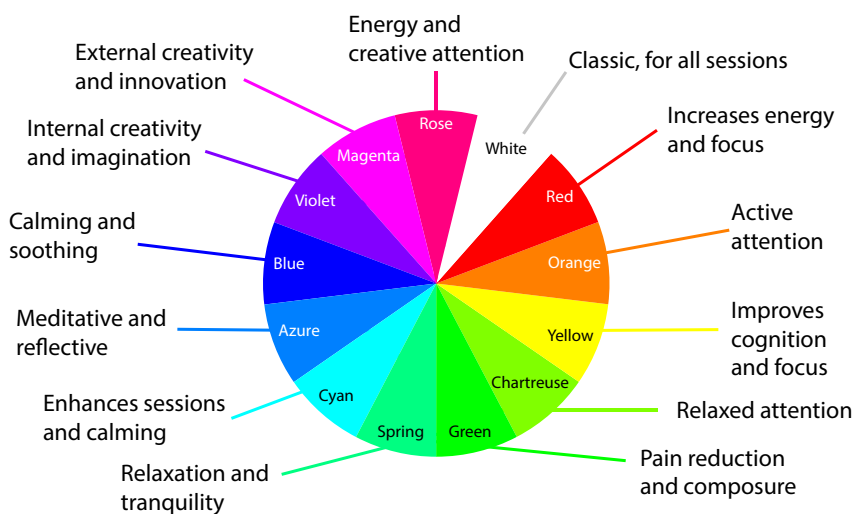 Energy and
creative attention
Rose
Classic, for all sessions
White
Increases energy
and focus
Red
Active
attention
Orange
Improves
cognition
and focus
Yellow
Relaxed attention
Chartreuse
Pain reduction
and composure
Green
Relaxation and
tranquility
Spring
Enhances sessions
and calming
Cyan
Meditative and
reflective
Azure
Calming and
soothing
Blue
Internal creativity
and imagination
Violet
External creativity
and innovation
Magenta